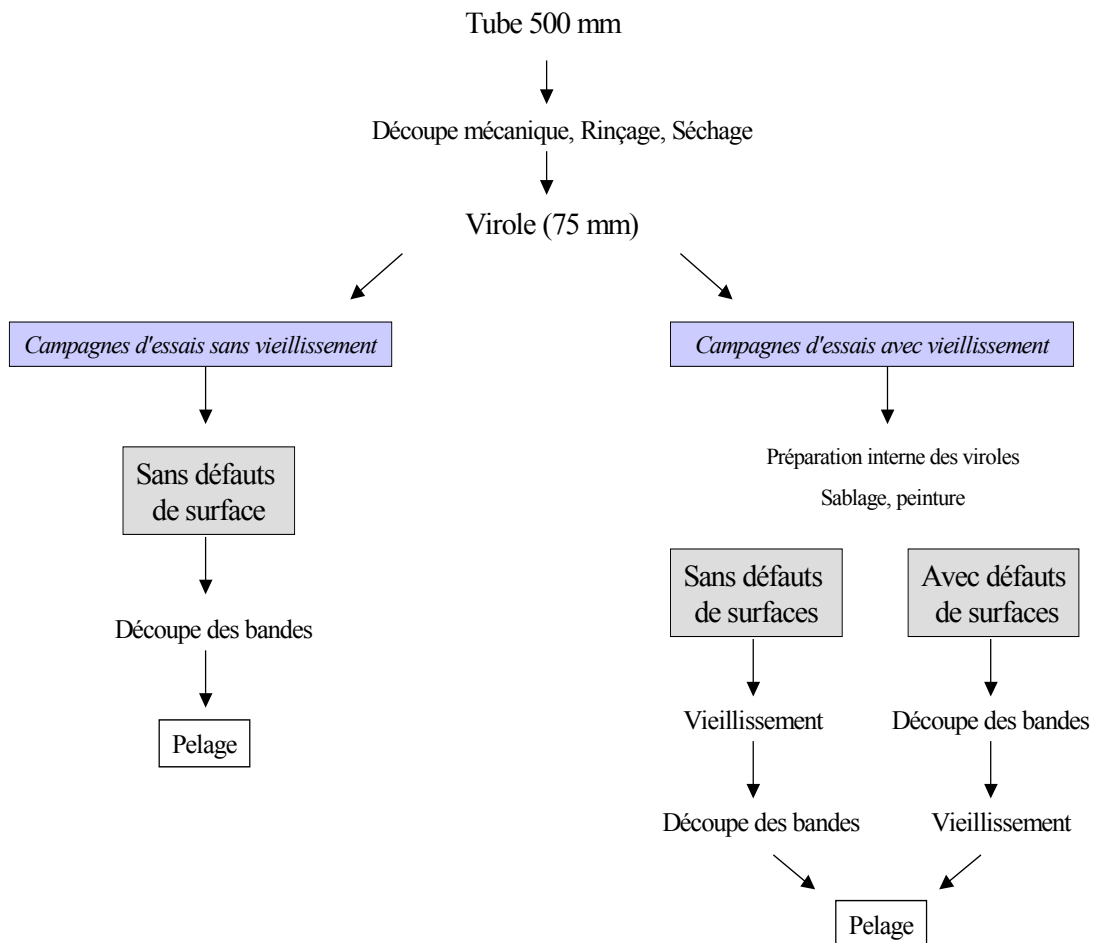 Tube 500 mm
Découpe mécanique, Rinçage, Séchage
Virole (75 mm)
Campagnes d'essais sans vieillissement
Campagnes d'essais avec vieillissement
Sans défauts
de surface
Découpe des bandes
Pelage
Préparation interne des viroles
Sablage, peinture
Sans défauts
de surfaces
Avec défauts
de surfaces
Vieillissement
Découpe des bandes
Découpe des bandes
Vieillissement
Pelage